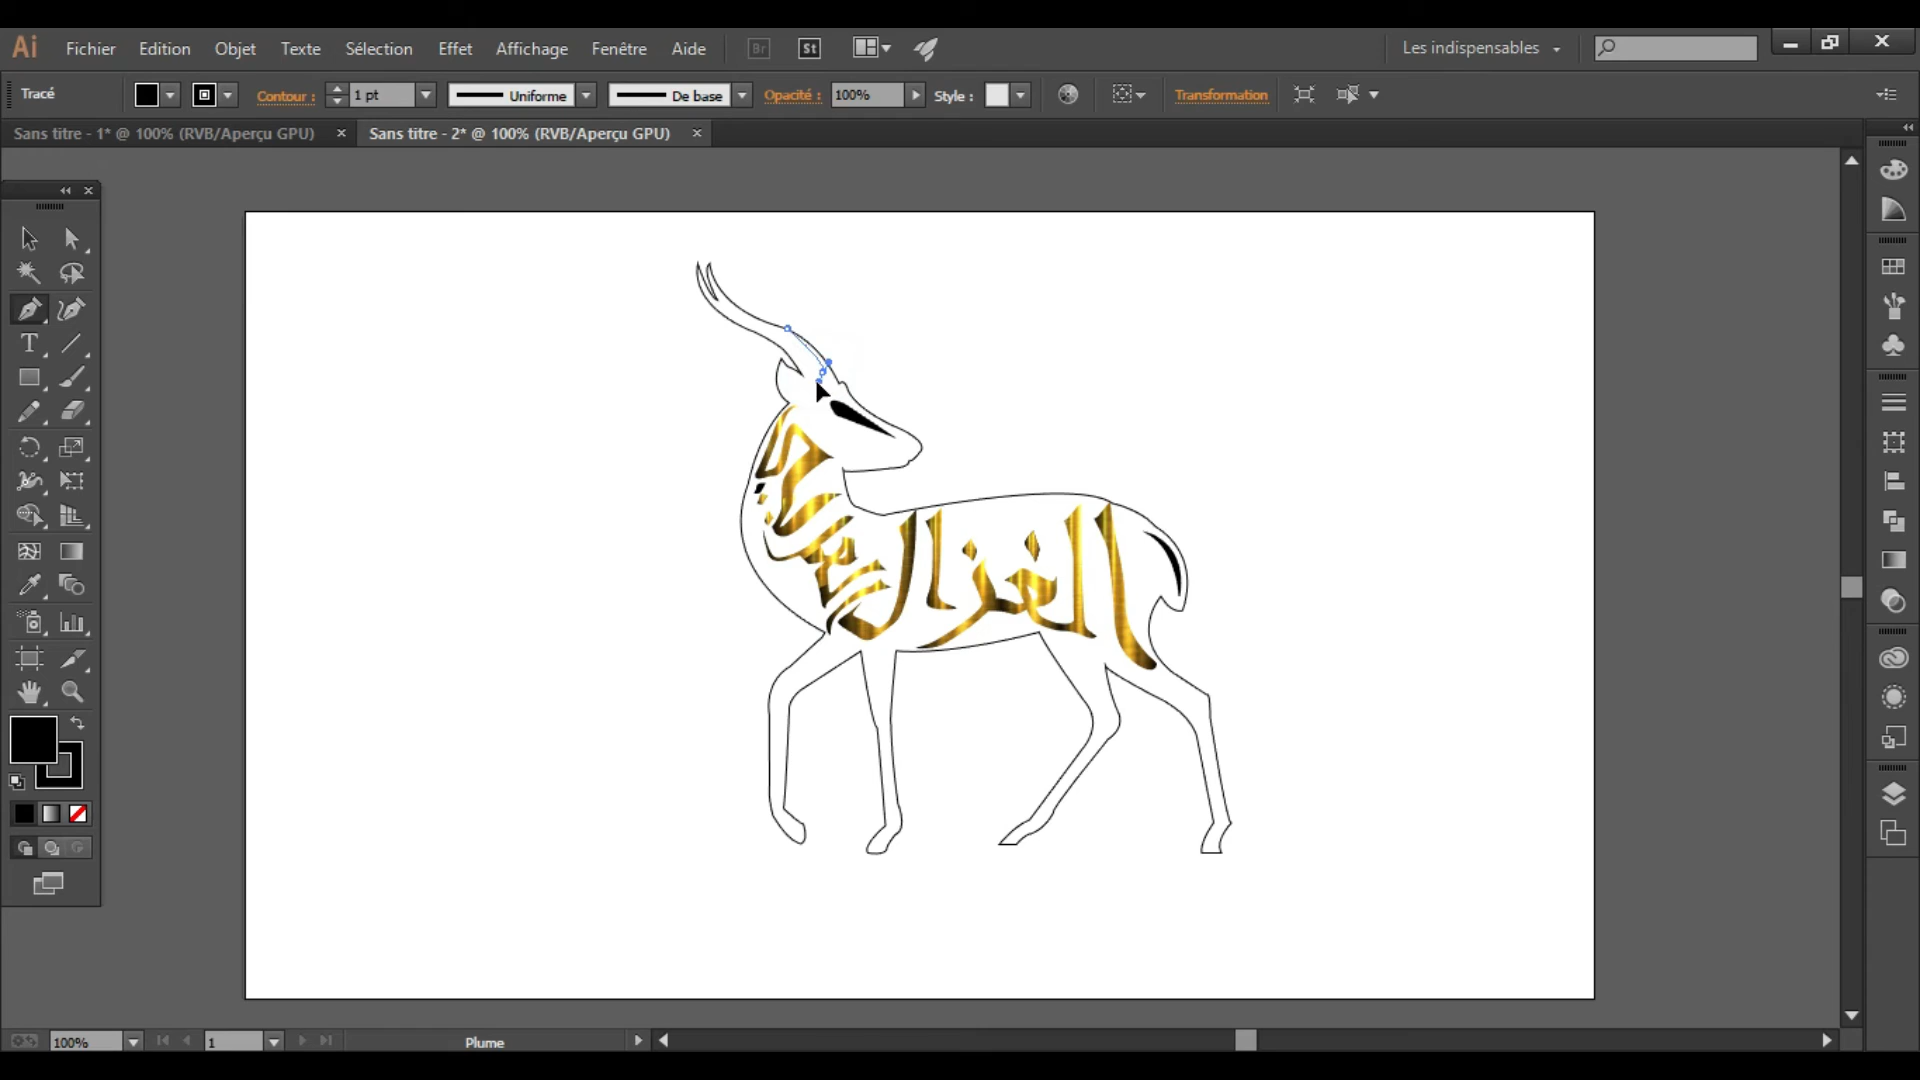 Ai Fichier Edition Objet Texte Sélection Effet Affichage Fenêtre Aide Br St Les indispensables
Tracé Contour : 1 pt Uniforme De base Opacité : 100% Style : Transformation
Sans titre - 1* @ 100% (RVB/Aperçu GPU) Sans titre - 2* @ 100% (RVB/Aperçu GPU)
الغزال
100% 1 Plume